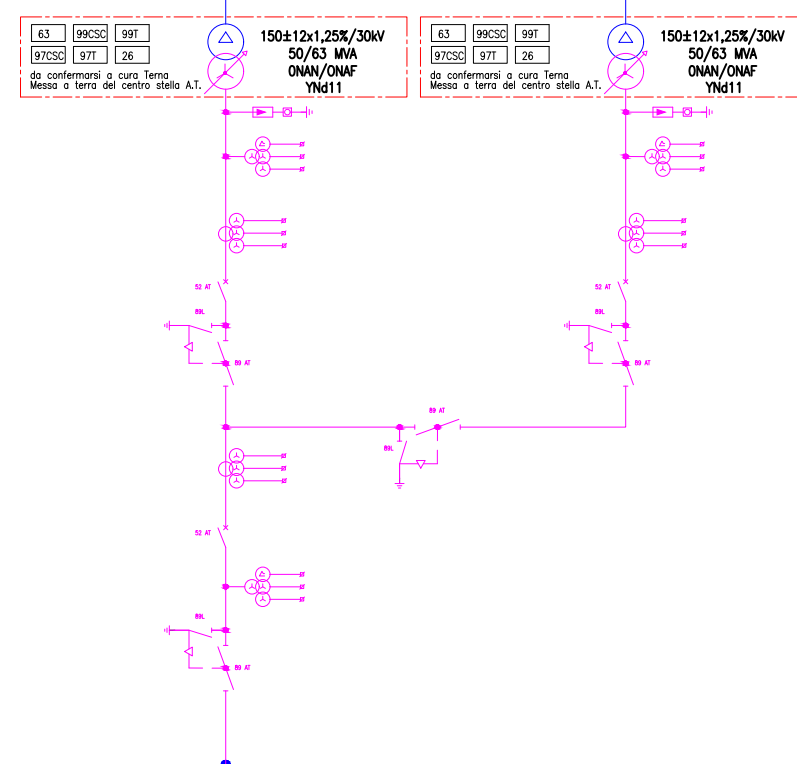 63 99CSC 99T
97CSC 97T 26
da confermarsi a cura Terna
Messa a terra del centro stella A.T.
150±12x1,25%/30kV
50/63 MVA
ONAN/ONAF
YNd11
63 99CSC 99T
97CSC 97T 26
da confermarsi a cura Terna
Messa a terra del centro stella A.T.
150±12x1,25%/30kV
50/63 MVA
ONAN/ONAF
YNd11
52 AT
89L
89 AT
52 AT
89L
89 AT
89 AT
89L
52 AT
89L
89 AT